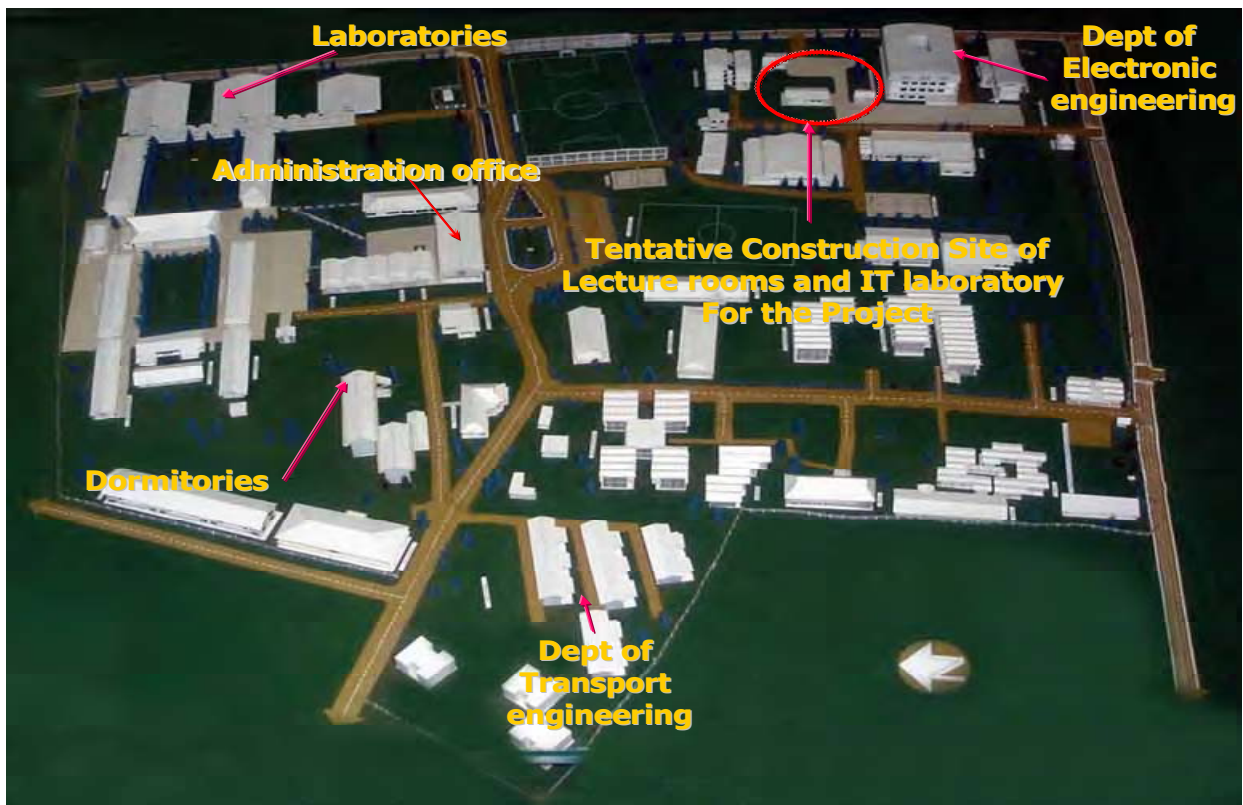 Laboratories
Dept of
Electronic
engineering
Administration office
Tentative Construction Site of
Lecture rooms and IT laboratory
For the Project
Dormitories
Dept of
Transport
engineering